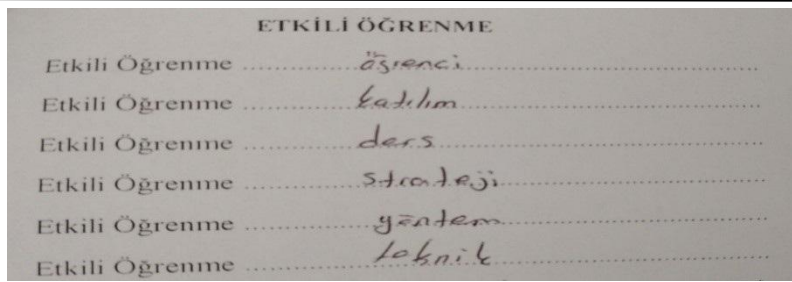 ETKİLİ ÖĞRENME
Etkili Öğrenme ..............öğrenci..............
Etkili Öğrenme ..............katılım..............
Etkili Öğrenme ..............ders..............
Etkili Öğrenme ..............strateji..............
Etkili Öğrenme ..............yöntem..............
Etkili Öğrenme ..............teknik..............